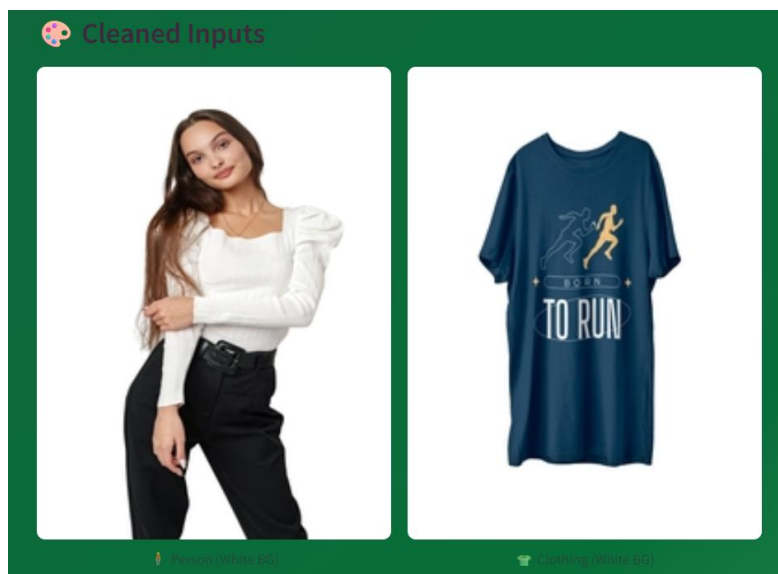 Cleaned Inputs
BORN
TO RUN
Person (White BG)
Clothing (White BG)